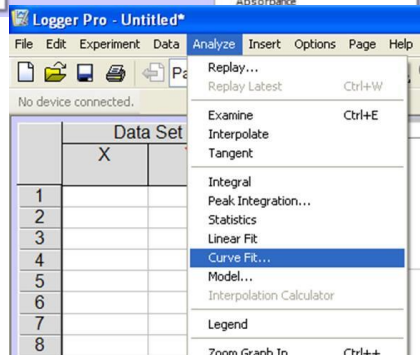 Absorbance
Logger Pro - Untitled*
File Edit Experiment Data Analyze Insert Options Page Help
No device connected.
Data Set
X
1
2
3
4
5
6
7
8
Replay...
Replay Latest Ctrl+W
Examine Ctrl+E
Interpolate
Tangent
Integral
Peak Integration...
Statistics
Linear Fit
Curve Fit...
Model...
Interpolation Calculator
Legend
Zoom Graph In Ctrl++